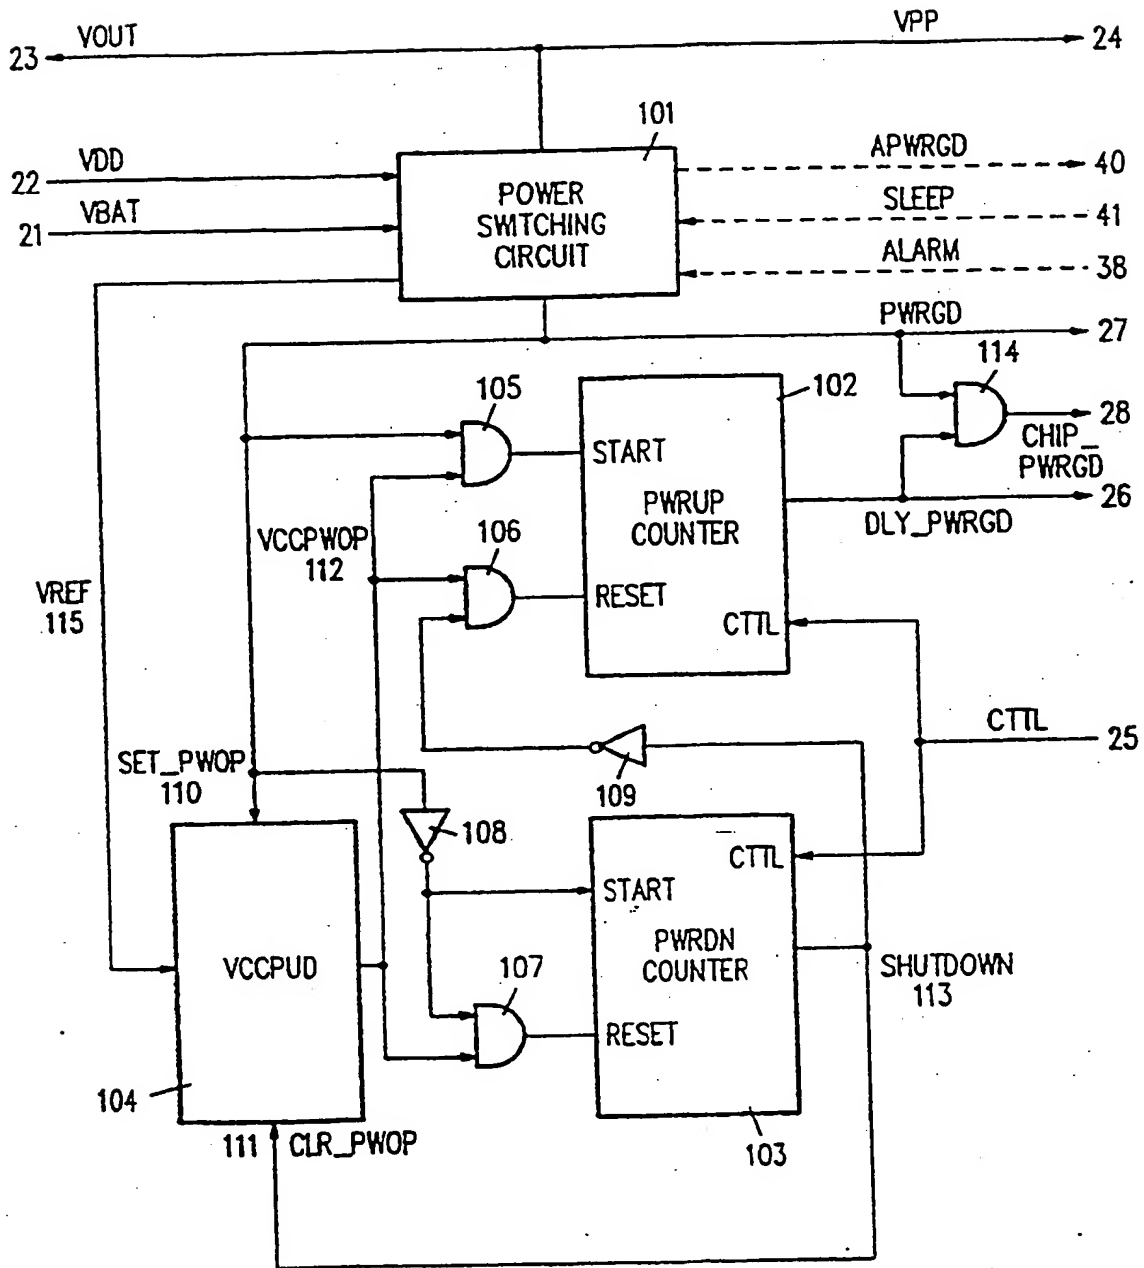 VOUT
VPP
23
24
101
VDD
22
APWRGD
40
POWER
SWITCHING
CIRCUIT
VBAT
21
SLEEP
41
ALARM
38
PWRGD
27
114
105
102
28
CHIP_
PWRGD
START
26
DLY_PWRGD
PWRUP
COUNTER
VCCPWOP
112
106
VREF
115
RESET
CTTL
CTTL
25
SET_PWOP
110
109
108
CTTL
START
VCCPUD
PWRDN
COUNTER
107
SHUTDOWN
113
RESET
104
111 CLR_PWOP
103